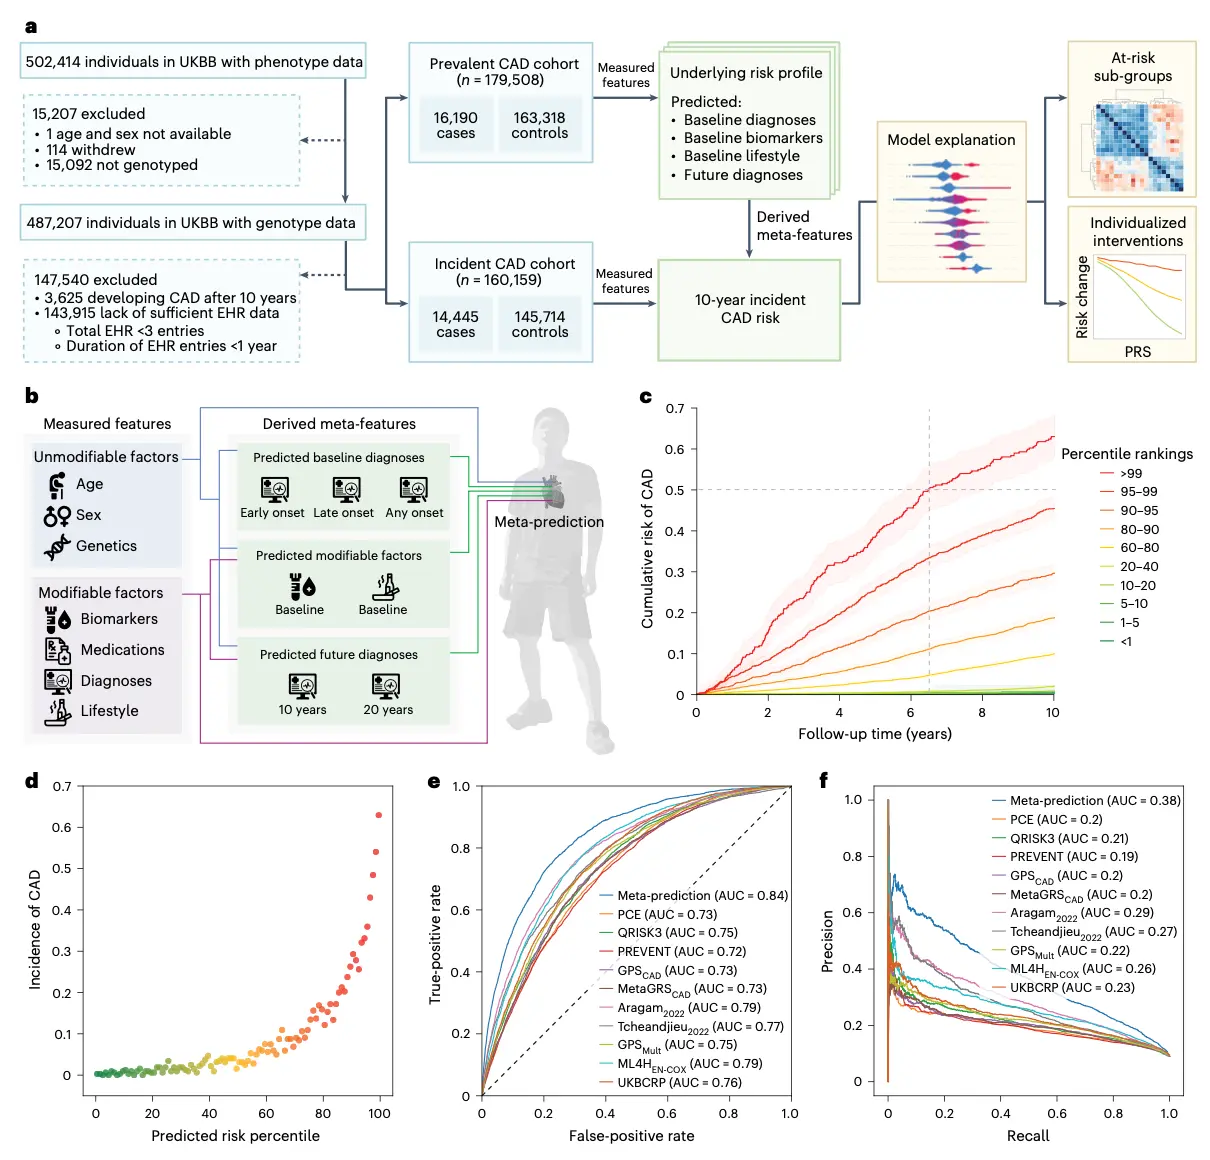 a
502,414 individuals in UKBB with phenotype data
15,207 excluded
• 1 age and sex not available
• 114 withdrew
• 15,092 not genotyped
487,207 individuals in UKBB with genotype data
147,540 excluded
• 3,625 developing CAD after 10 years
• 143,915 lack of sufficient EHR data
Total EHR <3 entries
Duration of EHR entries <1 year
Prevalent CAD cohort
(n = 179,508)
16,190
cases
163,318
controls
Incident CAD cohort
(n = 160,159)
14,445
cases
145,714
controls
Measured
features
Measured
features
Underlying risk profile
Predicted:
• Baseline diagnoses
• Baseline biomarkers
• Baseline lifestyle
• Future diagnoses
Derived
meta-features
10-year incident
CAD risk
Model explanation
At-risk
sub-groups
Individualized
interventions
Risk change
PRS
b
Measured features
Unmodifiable factors
Age
Sex
Genetics
Modifiable factors
Biomarkers
Medications
Diagnoses
Lifestyle
Derived meta-features
Predicted baseline diagnoses
Early onset Late onset Any onset
Predicted modifiable factors
Baseline Baseline
Predicted future diagnoses
10 years 20 years
Meta-prediction
c
Cumulative risk of CAD
0.7
0.6
0.5
0.4
0.3
0.2
0.1
0
0 2 4 6 8 10
Follow-up time (years)
Percentile rankings
>99
95–99
90–95
80–90
60–80
20–40
10–20
5–10
1–5
<1
d
Incidence of CAD
0.7
0.6
0.5
0.4
0.3
0.2
0.1
0
0 20 40 60 80 100
Predicted risk percentile
e
True-positive rate
1.0
0.8
0.6
0.4
0.2
0
0 0.2 0.4 0.6 0.8 1.0
False-positive rate
Meta-prediction (AUC = 0.84)
PCE (AUC = 0.73)
QRISK3 (AUC = 0.75)
PREVENT (AUC = 0.72)
GPSCAD (AUC = 0.73)
MetaGRSCAD (AUC = 0.73)
Aragam2022 (AUC = 0.79)
Tcheandjieu2022 (AUC = 0.77)
GPSMult (AUC = 0.75)
ML4HEN-COX (AUC = 0.79)
UKBCRP (AUC = 0.76)
f
Precision
1.0
0.8
0.6
0.4
0.2
0
0 0.2 0.4 0.6 0.8 1.0
Recall
Meta-prediction (AUC = 0.38)
PCE (AUC = 0.2)
QRISK3 (AUC = 0.21)
PREVENT (AUC = 0.19)
GPSCAD (AUC = 0.2)
MetaGRSCAD (AUC = 0.2)
Aragam2022 (AUC = 0.29)
Tcheandjieu2022 (AUC = 0.27)
GPSMult (AUC = 0.22)
ML4HEN-COX (AUC = 0.26)
UKBCRP (AUC = 0.23)